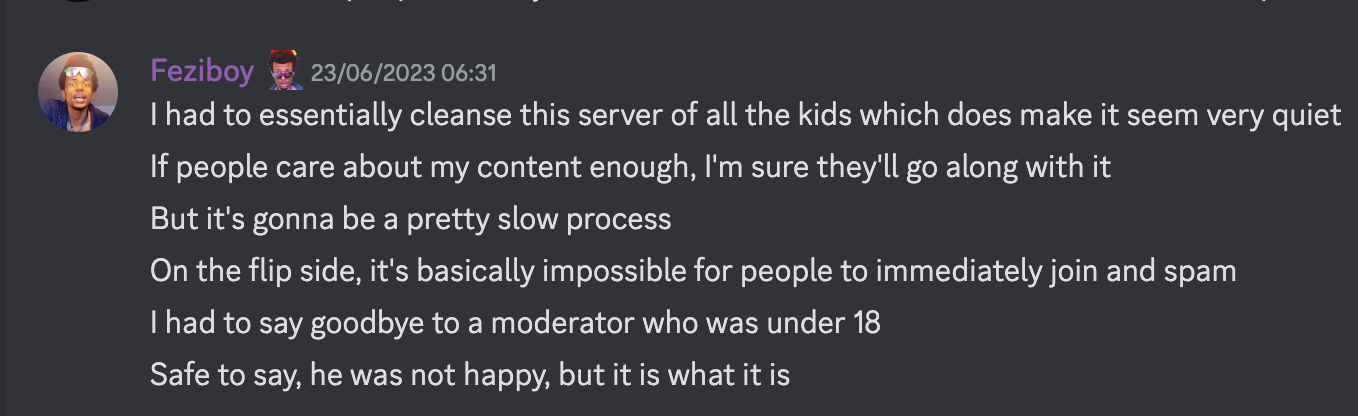 Feziboy 23/06/2023 06:31
I had to essentially cleanse this server of all the kids which does make it seem very quiet
If people care about my content enough, I'm sure they'll go along with it
But it's gonna be a pretty slow process
On the flip side, it's basically impossible for people to immediately join and spam
I had to say goodbye to a moderator who was under 18
Safe to say, he was not happy, but it is what it is